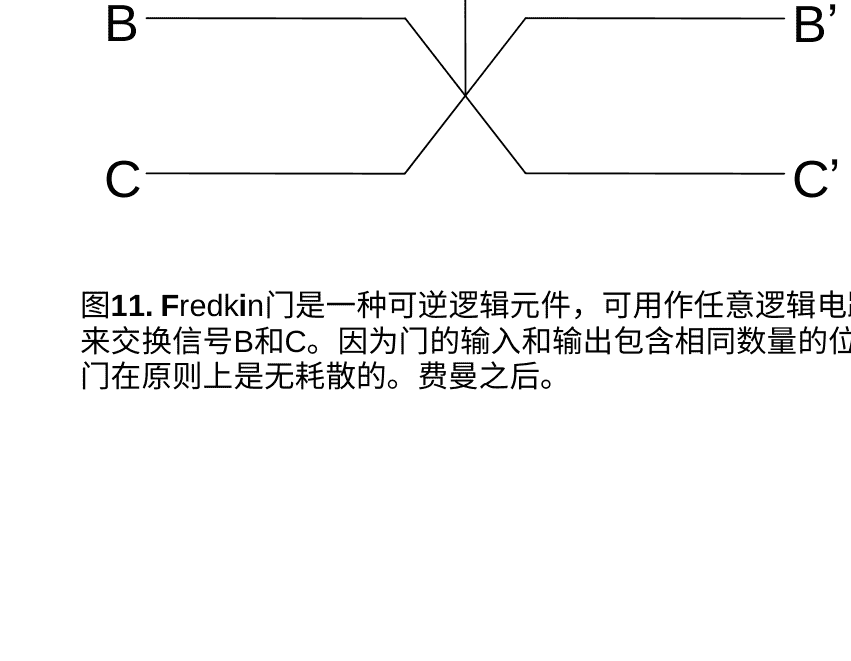 B B’
C C’
图11. Fredkin门是一种可逆逻辑元件，可用作任意逻辑电
来交换信号B和C。因为门的输入和输出包含相同数量的位
门在原则上是无耗散的。费曼之后。